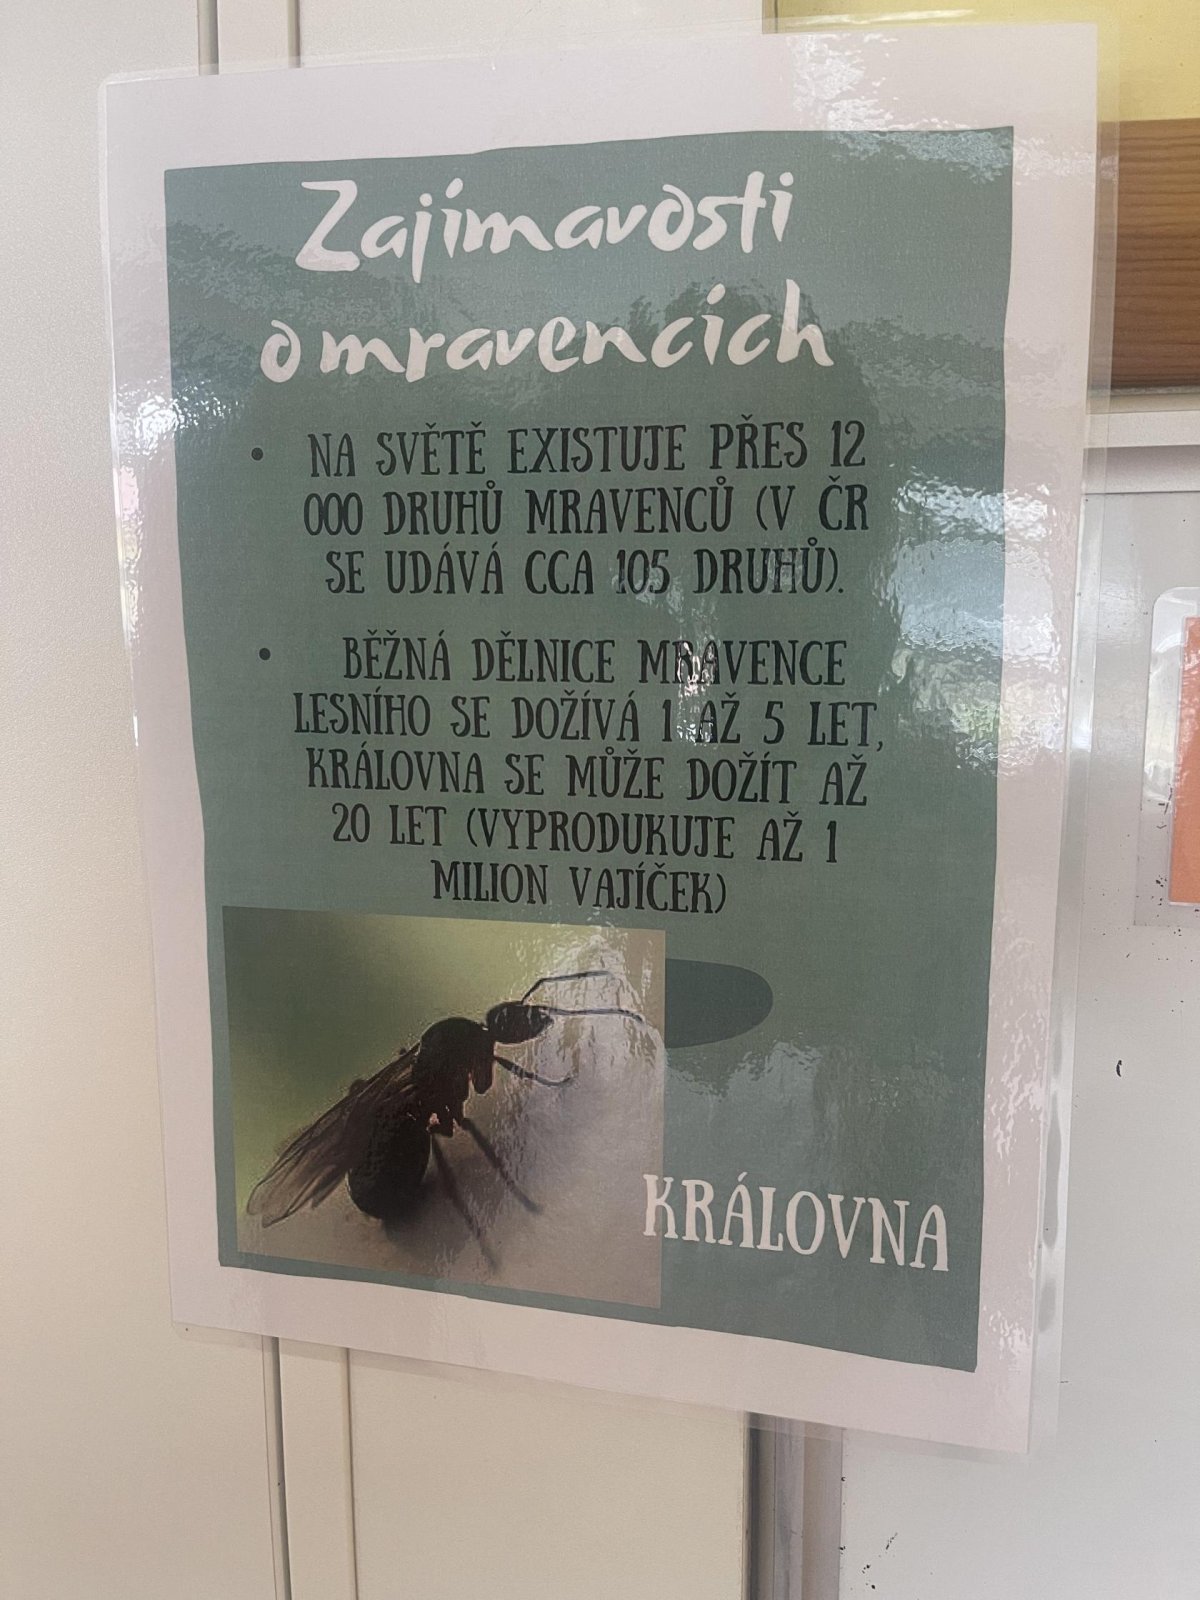 Zajímavosti
o mravencích
• NA SVĚTĚ EXISTUJE PŘES 12
000 DRUHŮ MRAVENCŮ (V ČR
SE UDÁVÁ CCA 105 DRUHŮ).
• BĚŽNÁ DĚLNICE MRAVENCE
LESNÍHO SE DOŽÍVÁ 1 AŽ 5 LET,
KRÁLOVNA SE MŮŽE DOŽÍT AŽ
20 LET (VYPRODUKUJE AŽ 1
MILION VAJÍČEK)
KRÁLOVNA